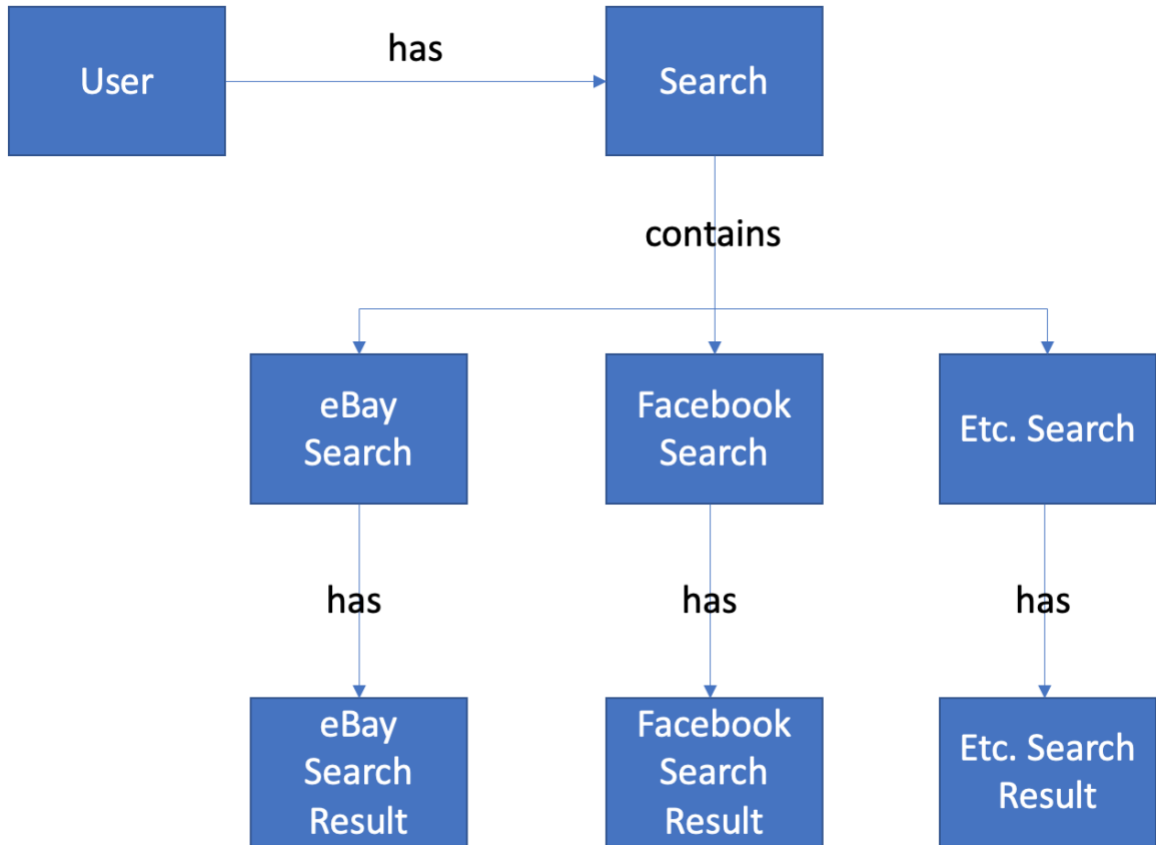 has
User
Search
contains
eBay
Search
Facebook
Search
Etc. Search
has
has
has
eBay
Search
Result
Facebook
Search
Result
Etc. Search
Result